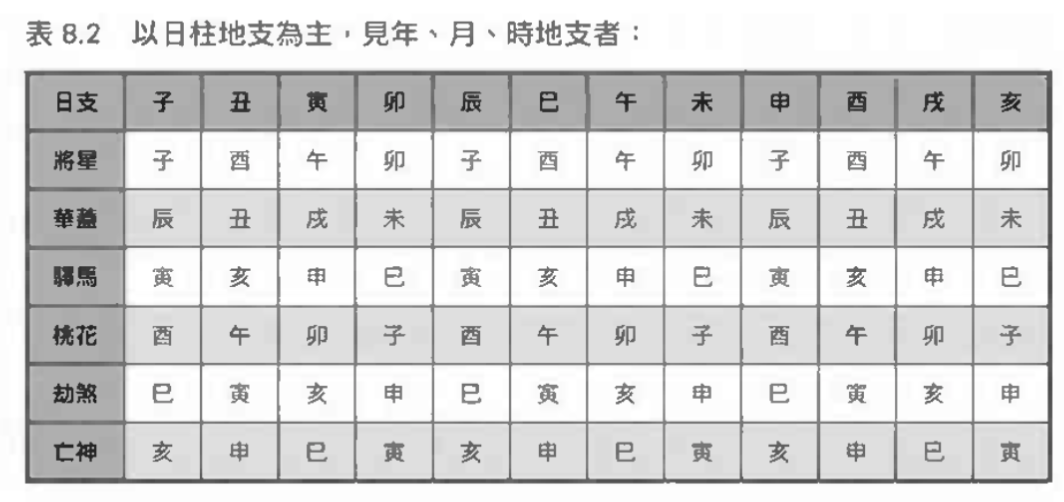 表 8.2 以日柱地支為主，見年、月、時地支者：
日支 子 丑 寅 卯 辰 巳 午 未 申 酉 戌 亥
將星 子 酉 午 卯 子 酉 午 卯 子 酉 午 卯
華蓋 辰 丑 戌 未 辰 丑 戌 未 辰 丑 戌 未
驛馬 寅 亥 申 巳 寅 亥 申 巳 寅 亥 申 巳
桃花 酉 午 卯 子 酉 午 卯 子 酉 午 卯 子
劫煞 巳 寅 亥 申 巳 寅 亥 申 巳 寅 亥 申
亡神 亥 申 巳 寅 亥 申 巳 寅 亥 申 巳 寅